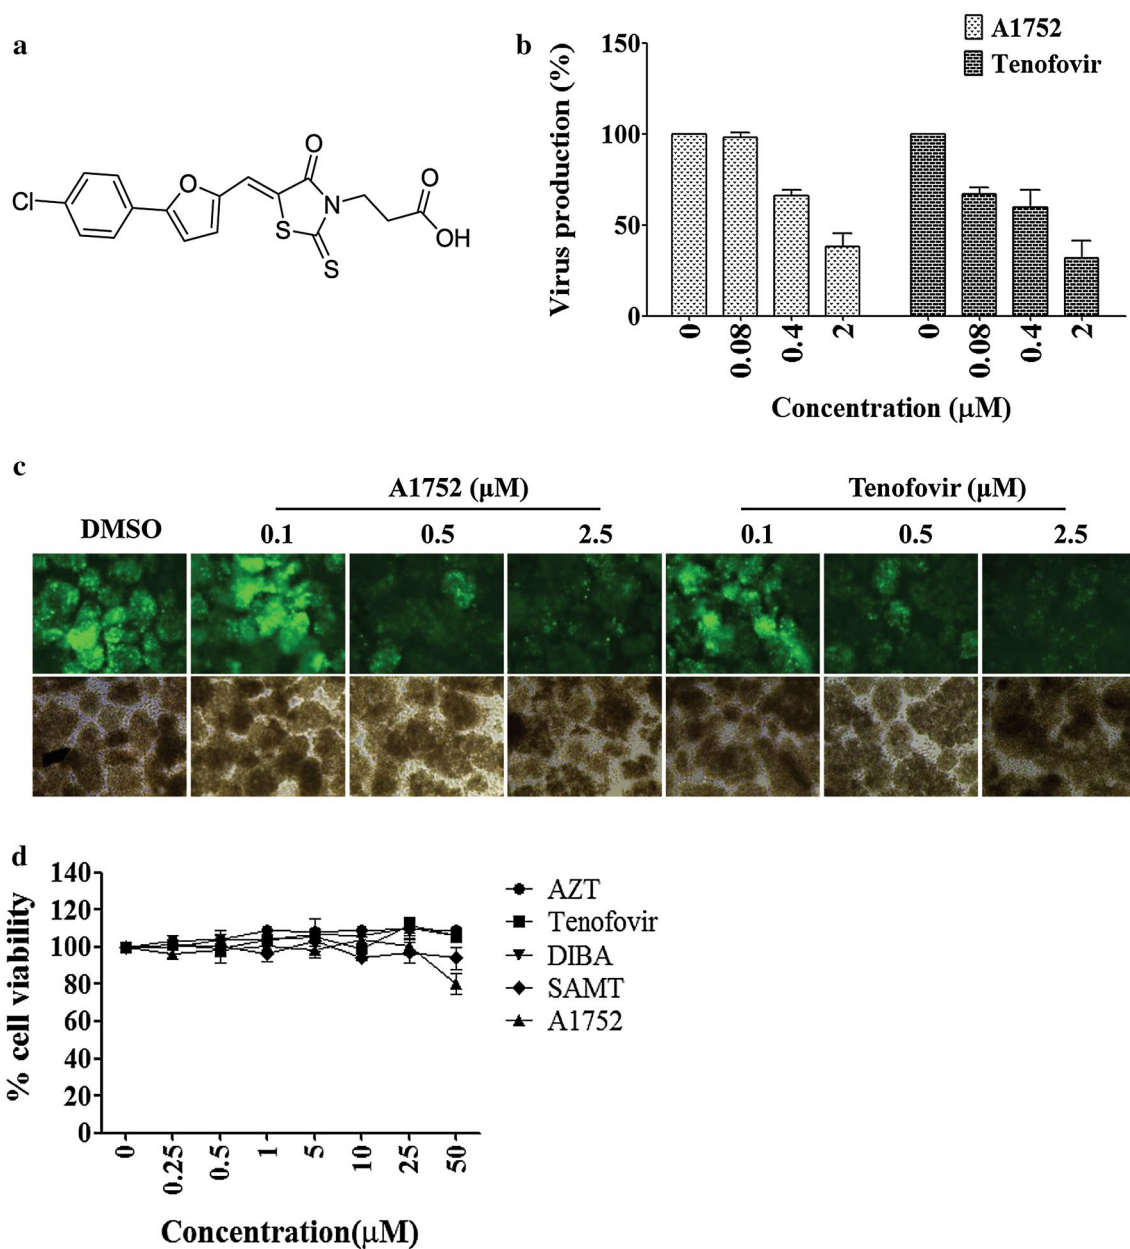 a
O
O
Cl
O
N
OH
S
S
b
A1752
Tenofovir
Virus production (%)
150
100
50
0
0
0.08
0.4
2
0
0.08
0.4
2
Concentration (μM)
c
A1752 (μM)
Tenofovir (μM)
DMSO
0.1
0.5
2.5
0.1
0.5
2.5
d
% cell viability
140
120
100
80
60
40
20
0
0
0.25
0.5
1
5
10
25
50
Concentration(μM)
AZT
Tenofovir
DIBA
SAMT
A1752